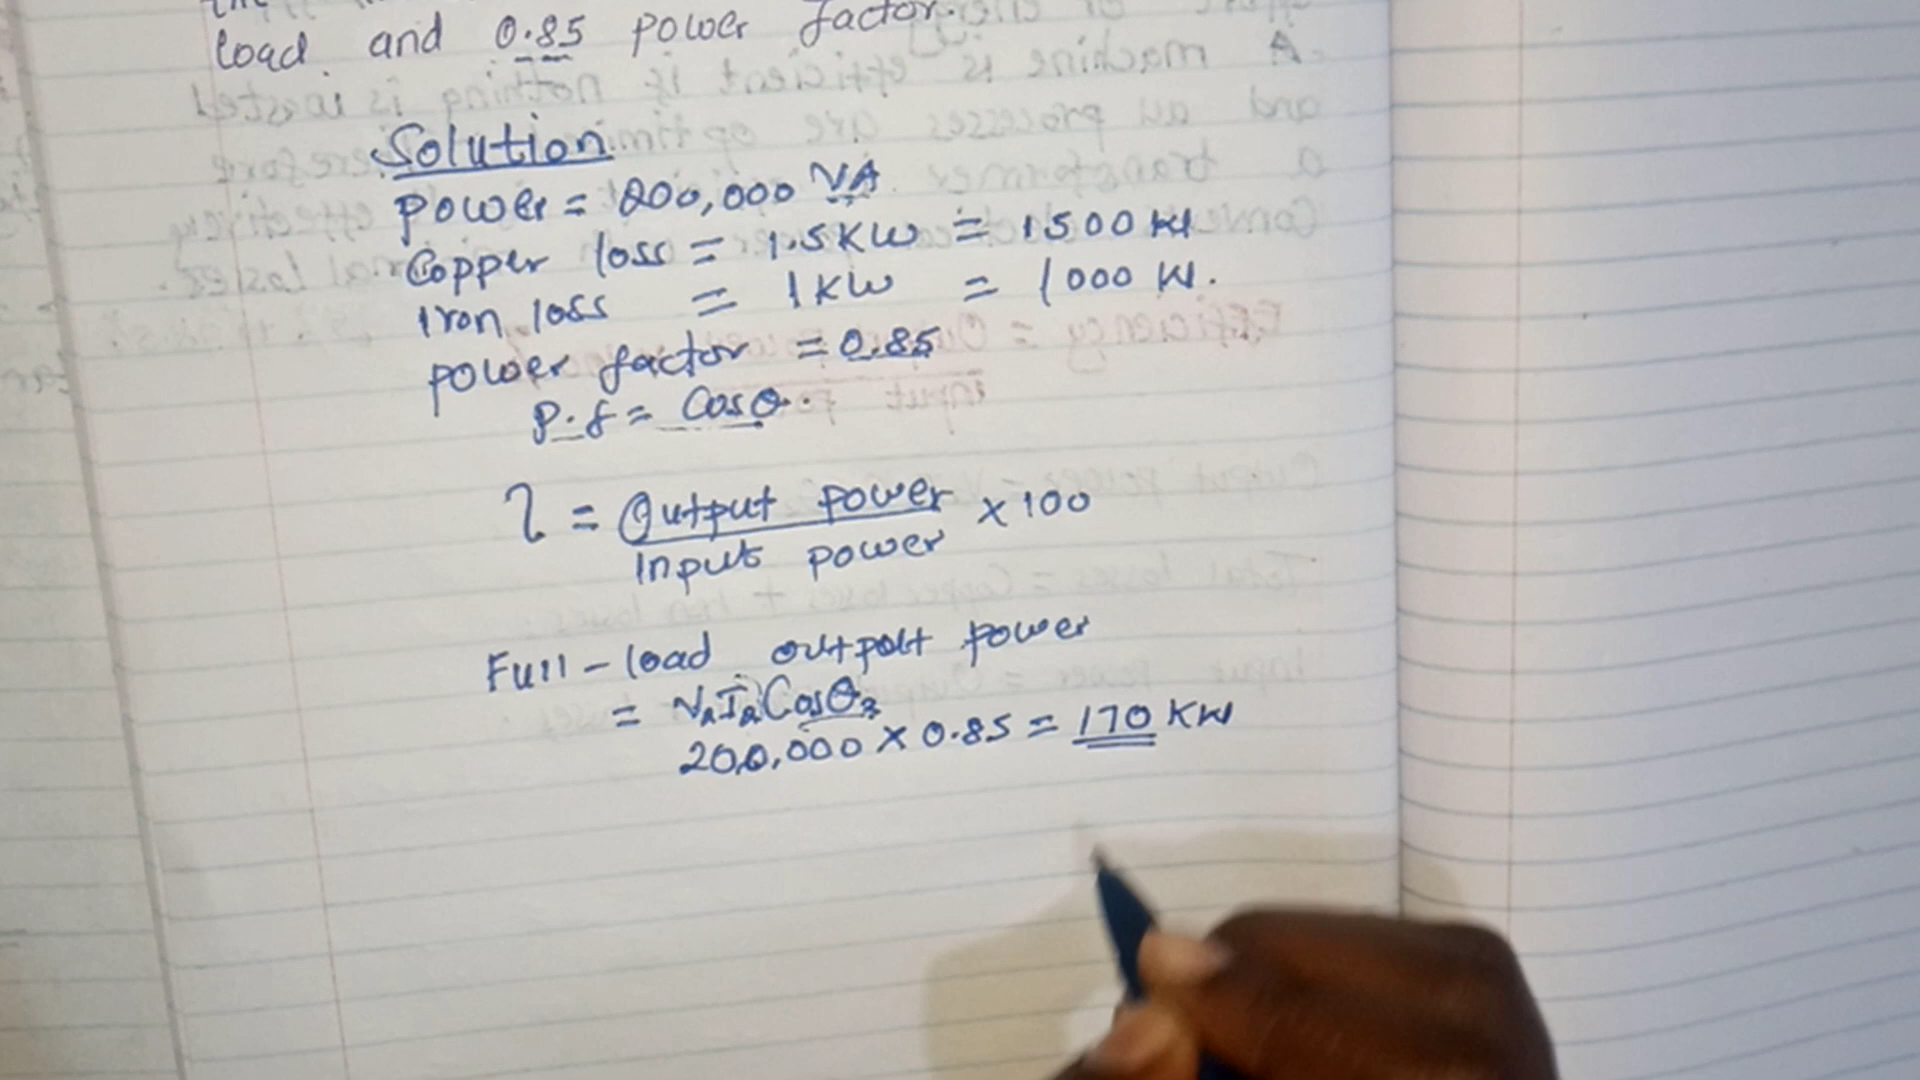 load and 0.85 power factor.
Solution
Power = 200,000 VA
Copper loss = 1.5KW = 1500 W
Iron loss = 1KW = 1000 W.
power factor = 0.85
P.f = Cosθ.
η = Output power / Input power × 100
Full-load output power
= V₂I₂Cosθ₂
200,000 × 0.85 = 170 KW